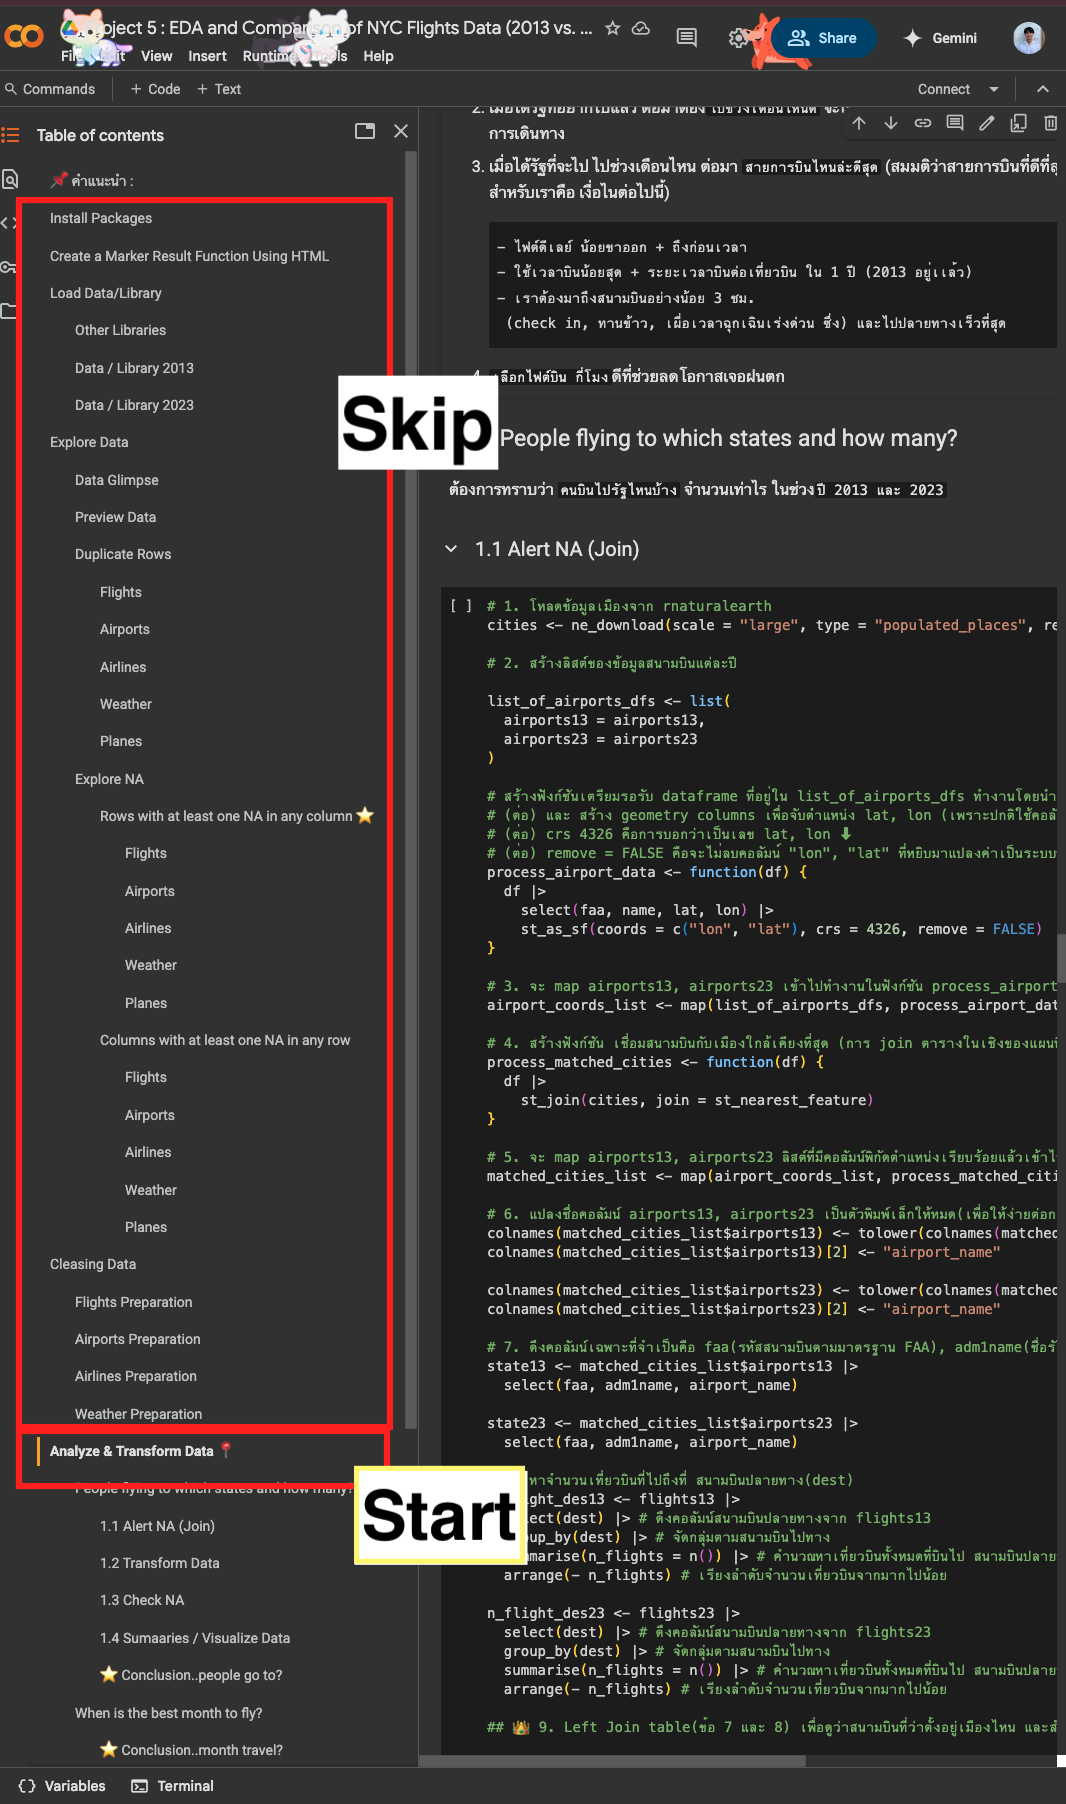 Project 5 : EDA and Comparison of NYC Flights Data (2013 vs. ...
File Edit View Insert Runtime Tools Help
Share
Gemini
Commands
+ Code
+ Text
Connect
Table of contents
คำแนะนำ :
Install Packages
Create a Marker Result Function Using HTML
Load Data/Library
Other Libraries
Data / Library 2013
Data / Library 2023
Explore Data
Data Glimpse
Preview Data
Duplicate Rows
Flights
Airports
Airlines
Weather
Planes
Explore NA
Rows with at least one NA in any column
Flights
Airports
Airlines
Weather
Planes
Columns with at least one NA in any row
Flights
Airports
Airlines
Weather
Planes
Cleasing Data
Flights Preparation
Airports Preparation
Airlines Preparation
Weather Preparation
Analyze & Transform Data
People flying to which states and how many?
1.1 Alert NA (Join)
1.2 Transform Data
1.3 Check NA
1.4 Sumaaries / Visualize Data
Conclusion..people go to?
When is the best month to fly?
Conclusion..month travel?
Skip
Start
การเดินทาง
3. เมื่อได้รัฐที่จะไป ไปช่วงเดือนไหน ต่อมา สายการบินไหนล่ะดีสุด (สมมติว่าสายการบินที่ดีที่สุ
สำหรับเราคือ เงื่อไนต่อไปนี้)
– ไฟต์ดีเลย์ น้อยขาออก + ถึงก่อนเวลา
– ใช้เวลาบินน้อยสุด + ระยะเวลาบินต่อเที่ยวบิน ใน 1 ปี (2013 อยู่แล้ว)
– เราต้องมาถึงสนามบินอย่างน้อย 3 ชม.
(check in, ทานข้าว, เผื่อเวลาฉุกเฉินเร่งด่วน ชึ่ง) และไปปลายทางเร็วที่สุด
4. เลือกไฟต์บิน กี่โมง ดีที่ช่วยลดโอกาสเจอฝนตก
People flying to which states and how many?
ต้องการทราบว่า คนบินไปรัฐไหนบ้าง จำนวนเท่าไร ในช่วง ปี 2013 และ 2023
1.1 Alert NA (Join)
[ ] # 1. โหลดข้อมูลเมืองจาก rnaturalearth
cities <- ne_download(scale = "large", type = "populated_places", re
# 2. สร้างลิสต์ของข้อมูลสนามบินแต่ละปี
list_of_airports_dfs <- list(
airports13 = airports13,
airports23 = airports23
)
# สร้างฟังก์ชันเตรียมรอรับ dataframe ที่อยู่ใน list_of_airports_dfs ทำงานโดยนำ
# (ต่อ) และ สร้าง geometry columns เพื่อจับตำแหน่ง lat, lon (เพราะปกติใช้คอลั
# (ต่อ) crs 4326 คือการบอกว่าเป็นเลข lat, lon
# (ต่อ) remove = FALSE คือจะไม่ลบคอลัมน์ "lon", "lat" ที่หยิบมาแปลงค่าเป็นระบบ
process_airport_data <- function(df) {
df |>
select(faa, name, lat, lon) |>
st_as_sf(coords = c("lon", "lat"), crs = 4326, remove = FALSE)
}
# 3. จะ map airports13, airports23 เข้าไปทำงานในฟังก์ชัน process_airport
airport_coords_list <- map(list_of_airports_dfs, process_airport_dat
# 4. สร้างฟังก์ชัน เชื่อมสนามบินกับเมืองใกล้เคียงที่สุด (การ join ตารางในเชิงของแผนที
process_matched_cities <- function(df) {
df |>
st_join(cities, join = st_nearest_feature)
}
# 5. จะ map airports13, airports23 ลิสต์ที่มีคอลัมน์พิกัดตำแหน่งเรียบร้อยแล้วเข้าไ
matched_cities_list <- map(airport_coords_list, process_matched_citi
# 6. แปลงชื่อคอลัมน์ airports13, airports23 เป็นตัวพิมพ์เล็กให้หมด(เพื่อให้ง่ายต่อก
colnames(matched_cities_list$airports13) <- tolower(colnames(matched
colnames(matched_cities_list$airports13)[2] <- "airport_name"
colnames(matched_cities_list$airports23) <- tolower(colnames(matched
colnames(matched_cities_list$airports23)[2] <- "airport_name"
# 7. ดึงคอลัมน์เฉพาะที่จำเป็นคือ faa(รหัสสนามบินตามมาตรฐาน FAA), adm1name(ชื่อรั
state13 <- matched_cities_list$airports13 |>
select(faa, adm1name, airport_name)
state23 <- matched_cities_list$airports23 |>
select(faa, adm1name, airport_name)
หาจำนวนเที่ยวบินที่ไปถึงที่ สนามบินปลายทาง(dest)
ight_des13 <- flights13 |>
lect(dest) |> # ดึงคอลัมน์สนามบินปลายทางจาก flights13
oup_by(dest) |> # จัดกลุ่มตามสนามบินไปทาง
mmarise(n_flights = n()) |> # คำนวณหาเที่ยวบินทั้งหมดที่บินไป สนามบินปลาย
arrange(- n_flights) # เรียงลำดับจำนวนเที่ยวบินจากมากไปน้อย
n_flight_des23 <- flights23 |>
select(dest) |> # ดึงคอลัมน์สนามบินปลายทางจาก flights23
group_by(dest) |> # จัดกลุ่มตามสนามบินไปทาง
summarise(n_flights = n()) |> # คำนวณหาเที่ยวบินทั้งหมดที่บินไป สนามบินปลาย
arrange(- n_flights) # เรียงลำดับจำนวนเที่ยวบินจากมากไปน้อย
## 9. Left Join table(ข้อ 7 และ 8) เพื่อดูว่าสนามบินที่ว่าตั้งอยู่เมืองไหน และสั
Variables
Terminal